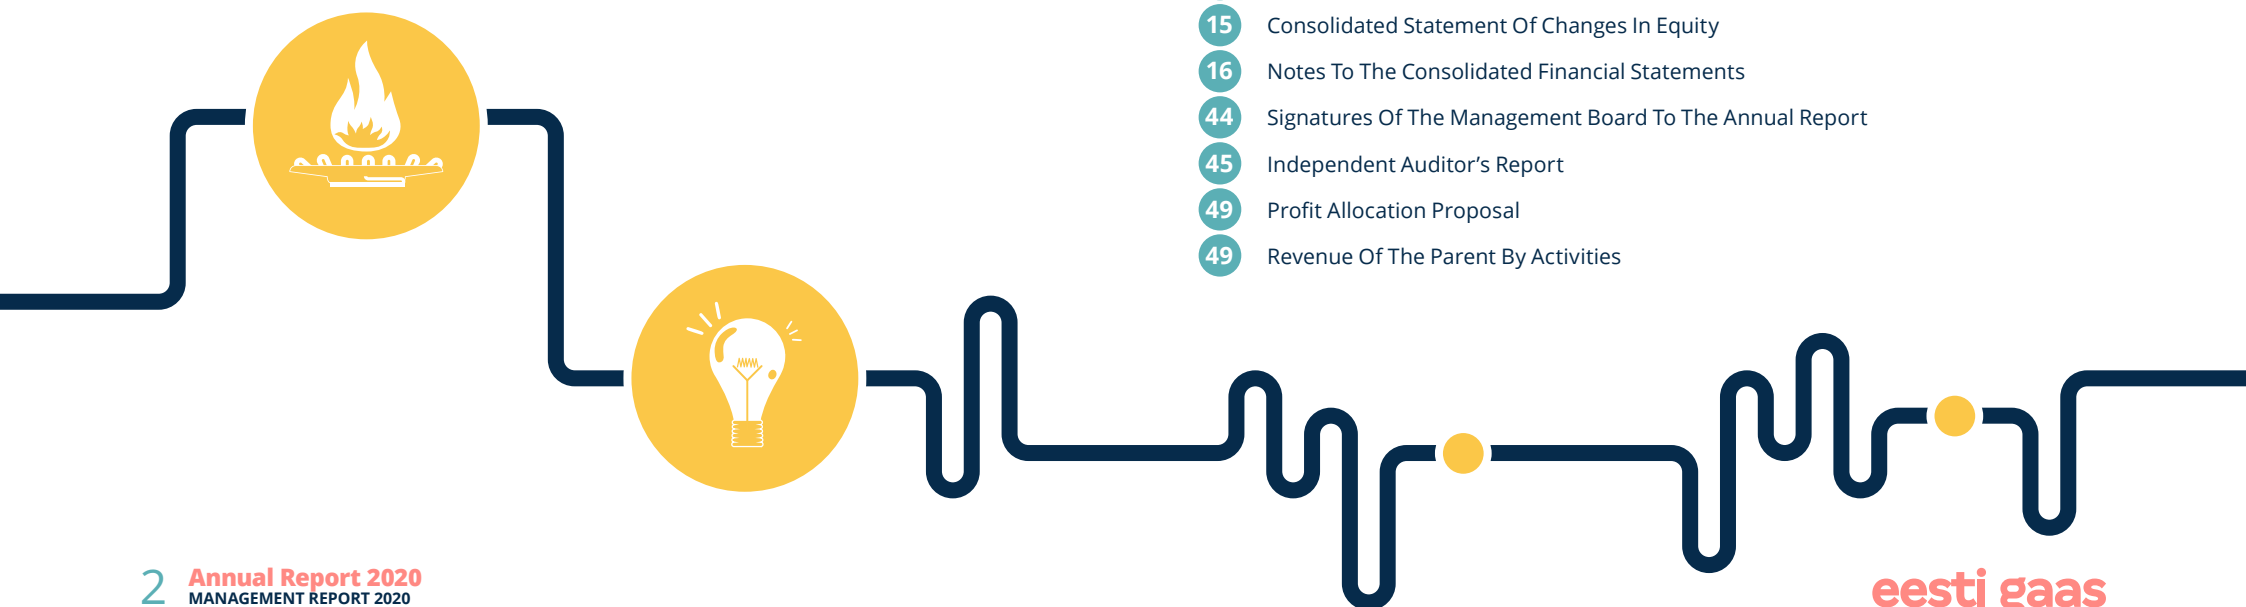 15 Consolidated Statement Of Changes In Equity
16 Notes To The Consolidated Financial Statements
44 Signatures Of The Management Board To The Annual Report
45 Independent Auditor’s Report
49 Profit Allocation Proposal
49 Revenue Of The Parent By Activities
2 Annual Report 2020
MANAGEMENT REPORT 2020
eesti gaas